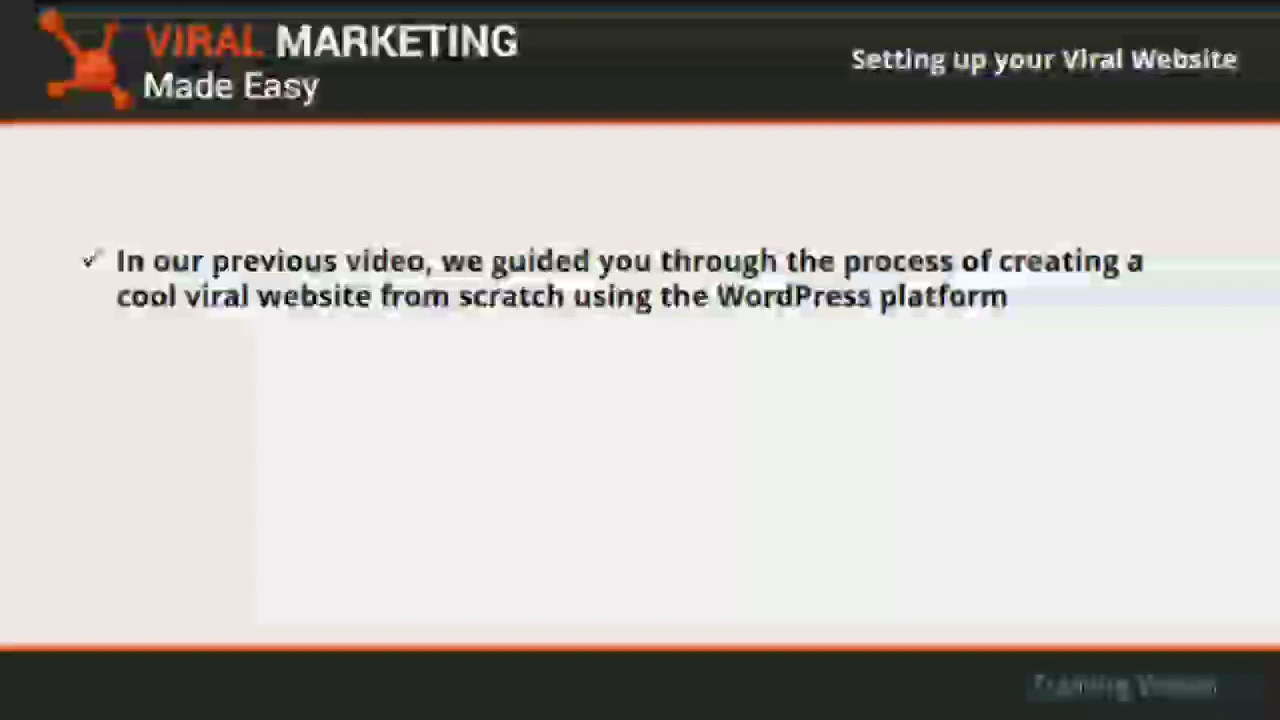 VIRAL MARKETING
Made Easy
Setting up your Viral Website
✓ In our previous video, we guided you through the process of creating a
cool viral website from scratch using the WordPress platform
Training